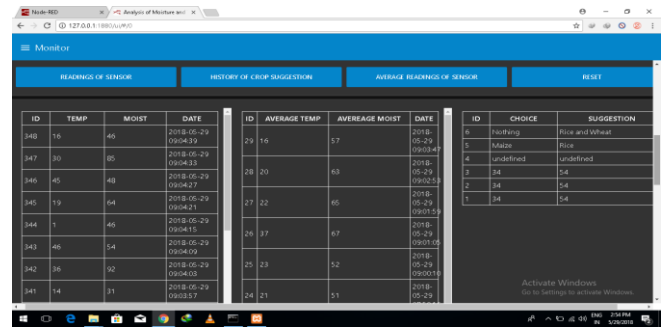 Node-RED
Analysis of Moisture and
127.0.0.1:1880/ui/#/0
Monitor
READINGS OF SENSOR HISTORY OF CROP SUGGESTION AVERAGE READINGS OF SENSOR RESET
ID TEMP MOIST DATE
348 16 46 2018-05-29 09:04:39
347 30 85 2018-05-29 09:04:33
346 45 48 2018-05-29 09:04:27
345 19 64 2018-05-29 09:04:21
344 1 46 2018-05-29 09:04:15
343 46 54 2018-05-29 09:04:09
342 36 92 2018-05-29 09:04:03
341 14 31 2018-05-29 09:03:57
ID AVERAGE TEMP AVEREAGE MOIST DATE
29 16 57 2018-05-29 09:03:47
28 20 63 2018-05-29 09:02:53
27 22 65 2018-05-29 09:01:59
26 37 67 2018-05-29 09:01:05
25 23 52 2018-05-29 09:00:10
24 21 51 2018-05-29
ID CHOICE SUGGESTION
6 Nothing Rice and Wheat
5 Maize Rice
4 undefined undefined
3 34 54
2 34 54
1 34 54
Activate Windows
Go to Settings to activate Windows.
ENG 2:54 PM
IN 5/29/2018